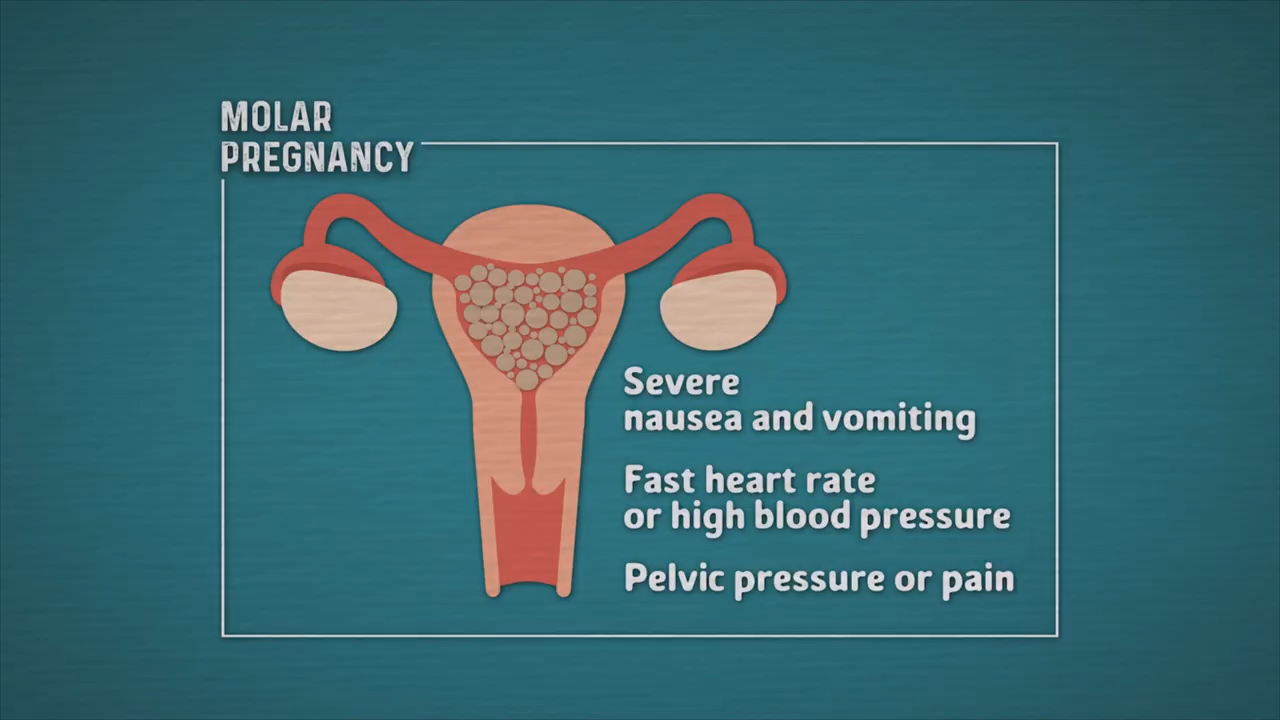 MOLAR
PREGNANCY
Severe
nausea and vomiting
Fast heart rate
or high blood pressure
Pelvic pressure or pain